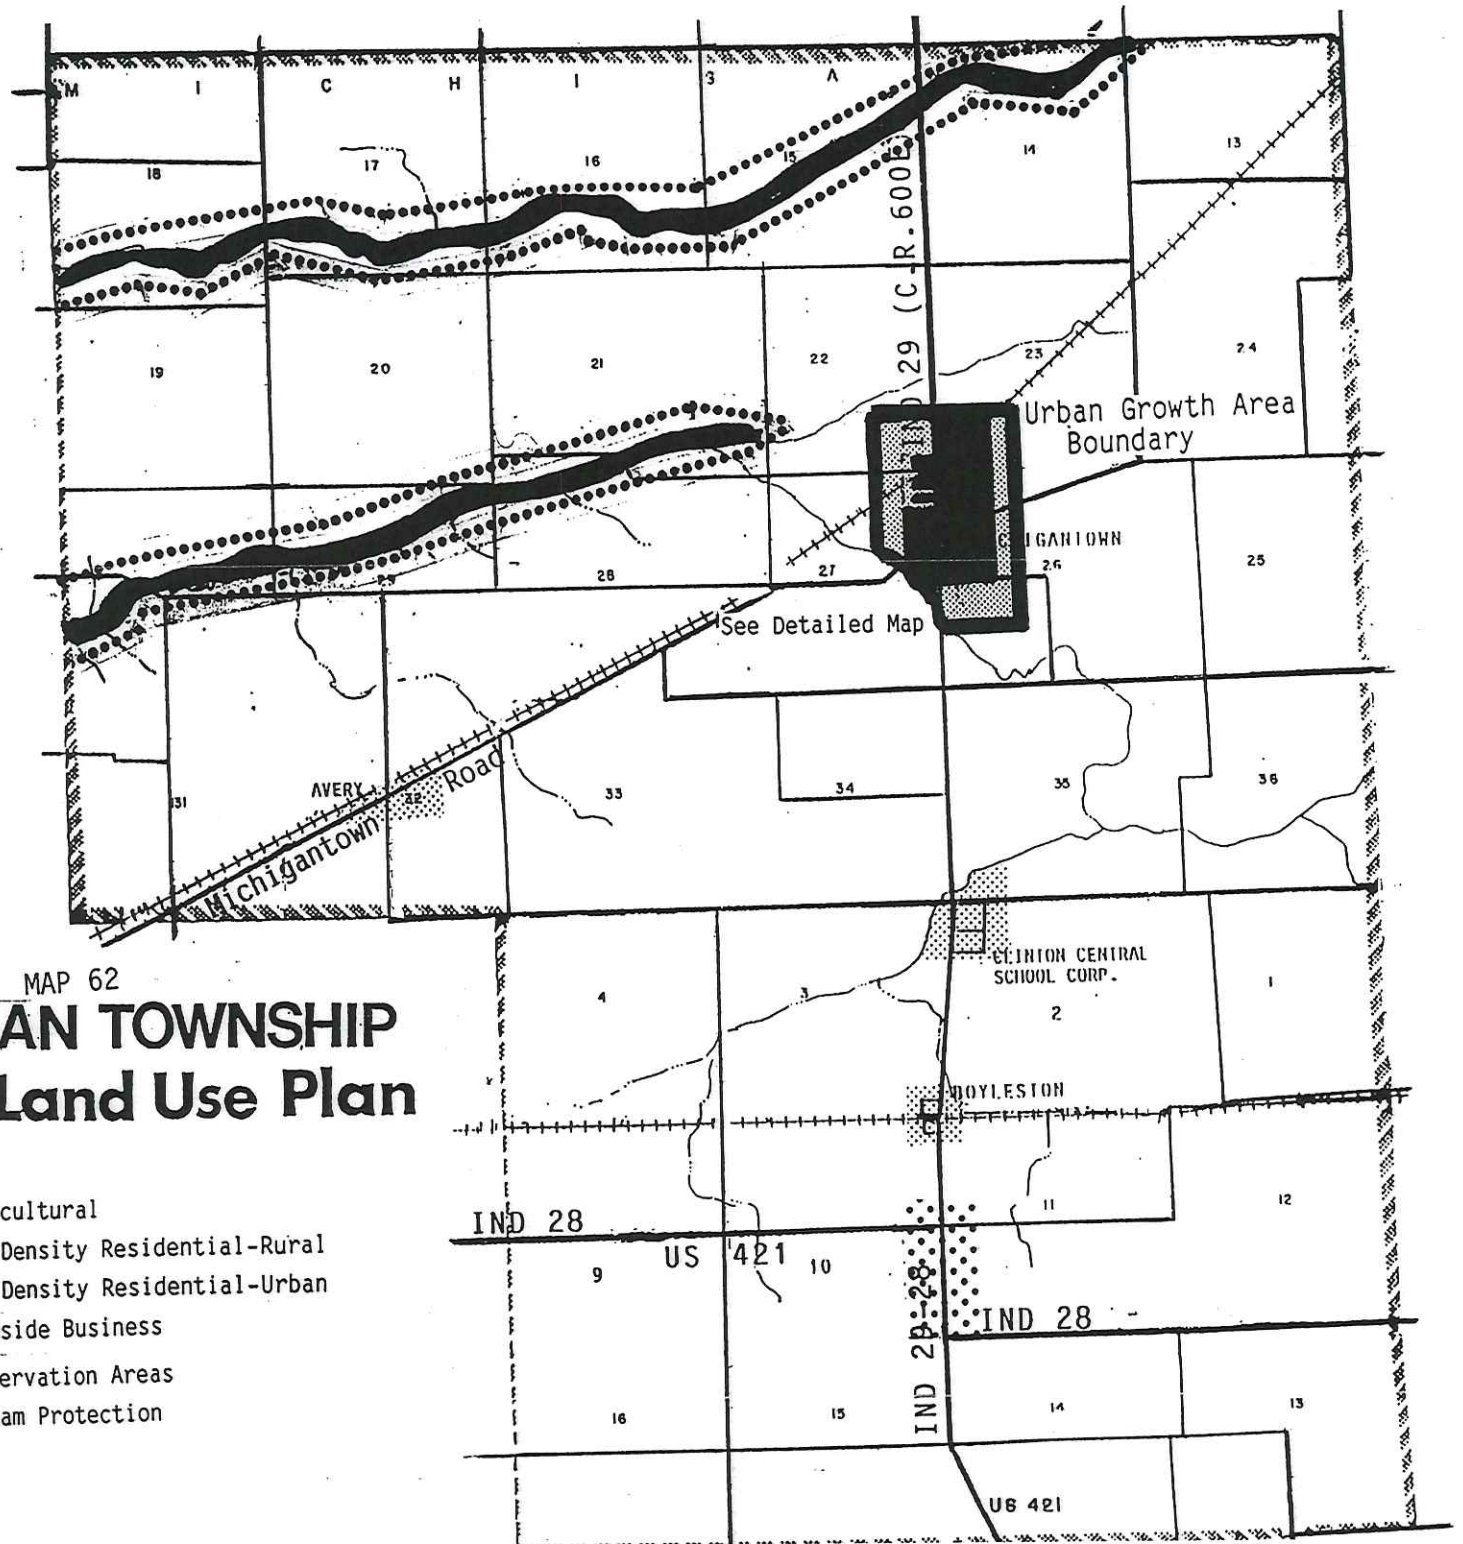 M I C H I G A
18
17
16
15
14
13
29 (C.R.600E
19
20
21
22
23
24
Urban Growth Area
Boundary
IGANTOWN
28
27
26
25
See Detailed Map
AVERY
31
32
33
34
35
36
Michigantown Road
CLINTON CENTRAL
SCHOOL CORP.
MAP 62
AN TOWNSHIP
Land Use Plan
4
3
2
1
BOYLESTON
cultural
Density Residential-Rural
Density Residential-Urban
side Business
ervation Areas
am Protection
IND 28
US 421
9
10
11
12
IND 29-28
IND 28
16
15
14
13
US 421